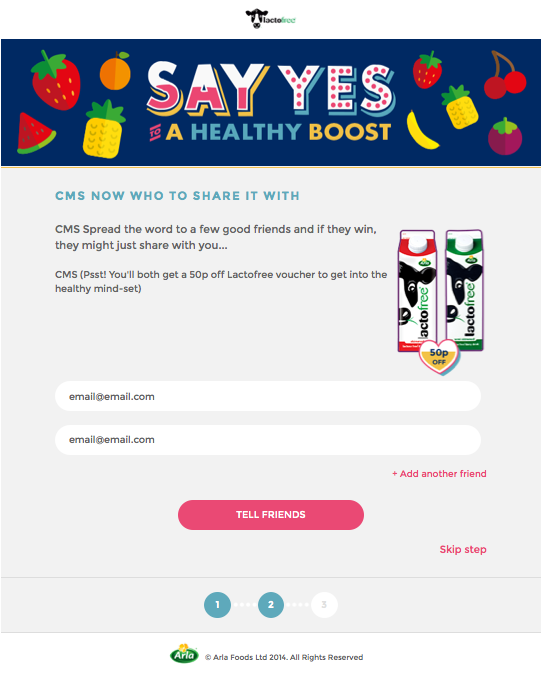 lactofree
SAY YES
TO A HEALTHY BOOST
CMS NOW WHO TO SHARE IT WITH
CMS Spread the word to a few good friends and if they win,
they might just share with you...
CMS (Psst! You'll both get a 50p off Lactofree voucher to get into the
healthy mind-set)
Arla
lactofree
Arla
lactofree
50p
OFF
email@email.com
email@email.com
+ Add another friend
TELL FRIENDS
Skip step
1 2 3
Arla © Arla Foods Ltd 2014. All Rights Reserved